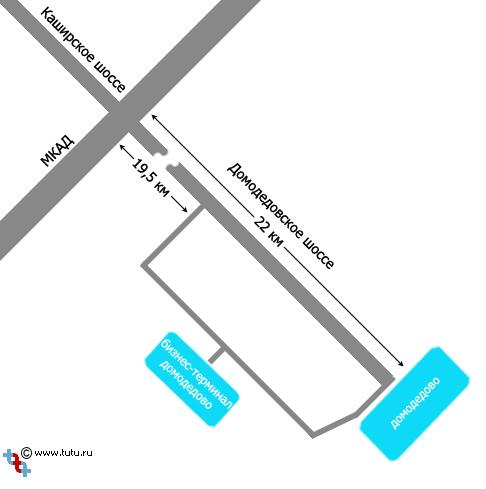 Каширское шоссе
МКАД
19,5 км
Домодедовское шоссе
22 км
бизнес-терминал
домодедово
домодедово
© www.tutu.ru